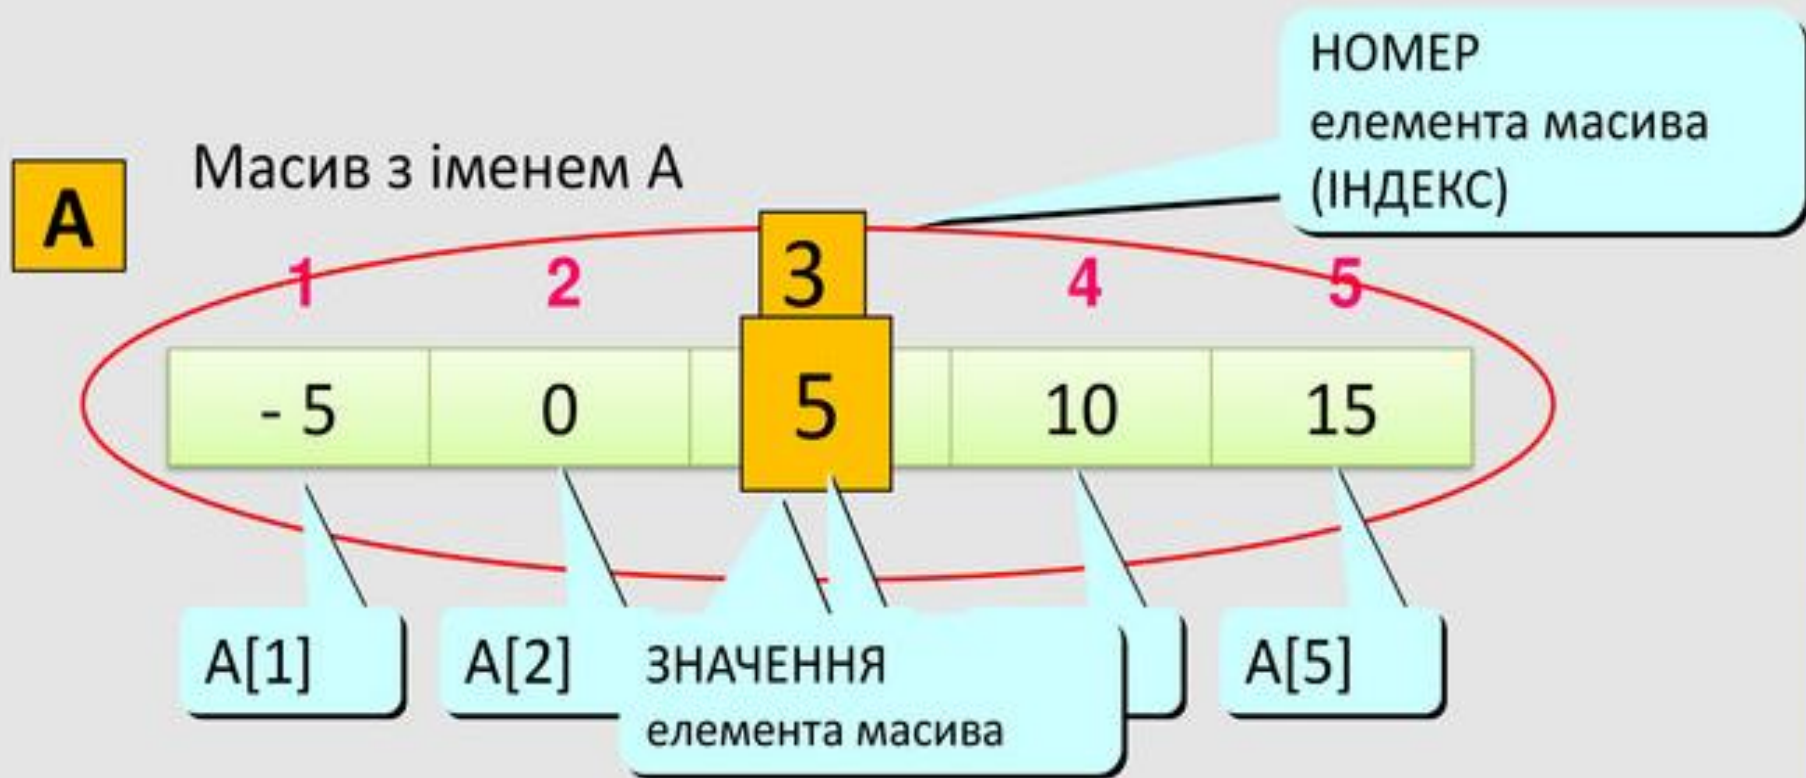 НОМЕР
елемента масива
(ІНДЕКС)
A
Масив з іменем А
1 2 3 4 5
- 5 0 5 10 15
A[1] A[2] A[5]
ЗНАЧЕННЯ
елемента масива